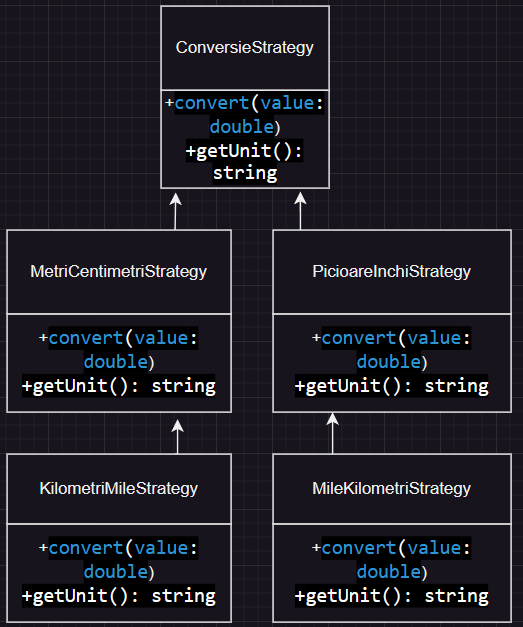 ConversieStrategy
+convert(value:
double)
+getUnit():
string
MetriCentimetriStrategy
+convert(value:
double)
+getUnit(): string
PicioareInchiStrategy
+convert(value:
double)
+getUnit(): string
KilometriMileStrategy
+convert(value:
double)
+getUnit(): string
MileKilometriStrategy
+convert(value:
double)
+getUnit(): string